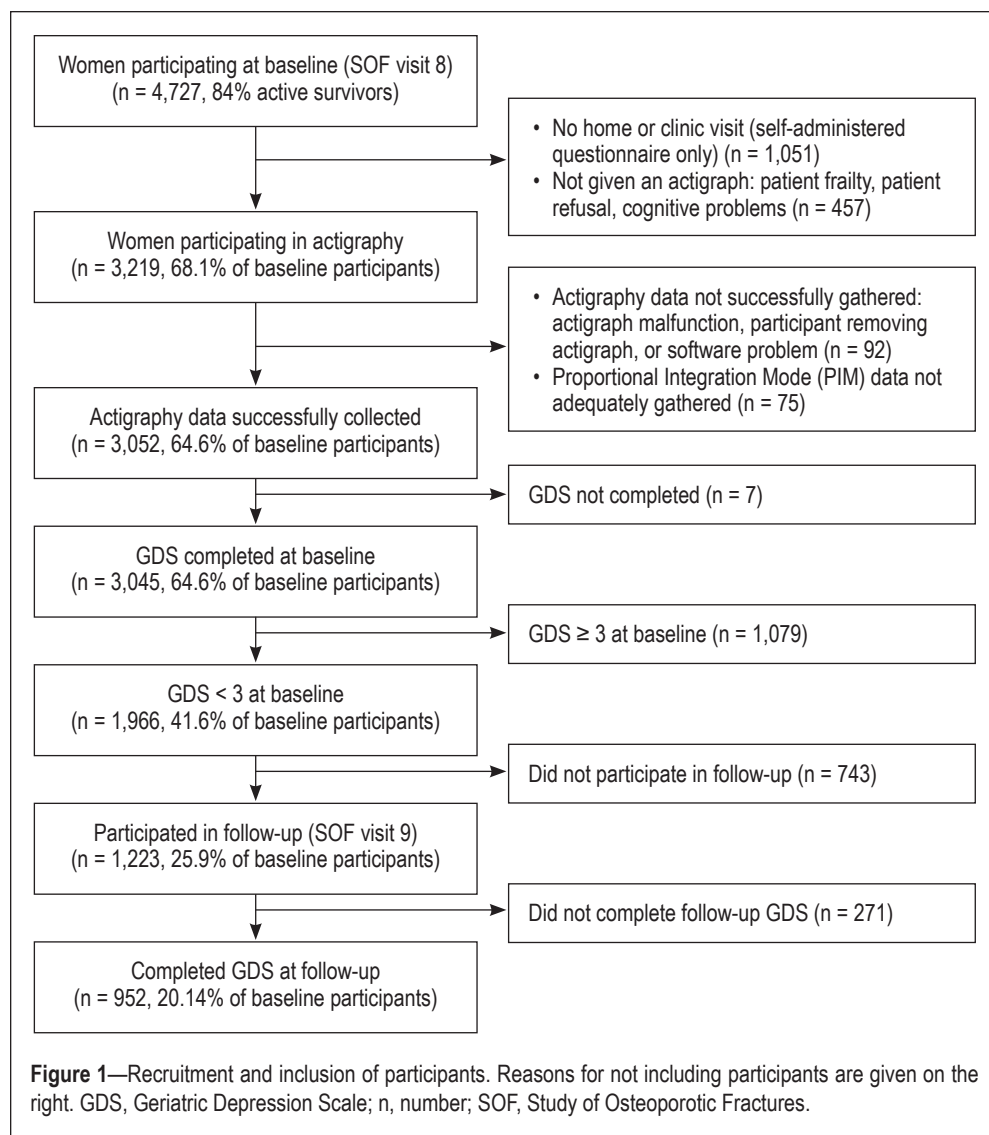 Women participating at baseline (SOF visit 8)
(n = 4,727, 84% active survivors)
• No home or clinic visit (self-administered
questionnaire only) (n = 1,051)
• Not given an actigraph: patient frailty, patient
refusal, cognitive problems (n = 457)
Women participating in actigraphy
(n = 3,219, 68.1% of baseline participants)
• Actigraphy data not successfully gathered:
actigraph malfunction, participant removing
actigraph, or software problem (n = 92)
• Proportional Integration Mode (PIM) data not
adequately gathered (n = 75)
Actigraphy data successfully collected
(n = 3,052, 64.6% of baseline participants)
GDS not completed (n = 7)
GDS completed at baseline
(n = 3,045, 64.6% of baseline participants)
GDS ≥ 3 at baseline (n = 1,079)
GDS < 3 at baseline
(n = 1,966, 41.6% of baseline participants)
Did not participate in follow-up (n = 743)
Participated in follow-up (SOF visit 9)
(n = 1,223, 25.9% of baseline participants)
Did not complete follow-up GDS (n = 271)
Completed GDS at follow-up
(n = 952, 20.14% of baseline participants)
Figure 1—Recruitment and inclusion of participants. Reasons for not including participants are given on the
right. GDS, Geriatric Depression Scale; n, number; SOF, Study of Osteoporotic Fractures.